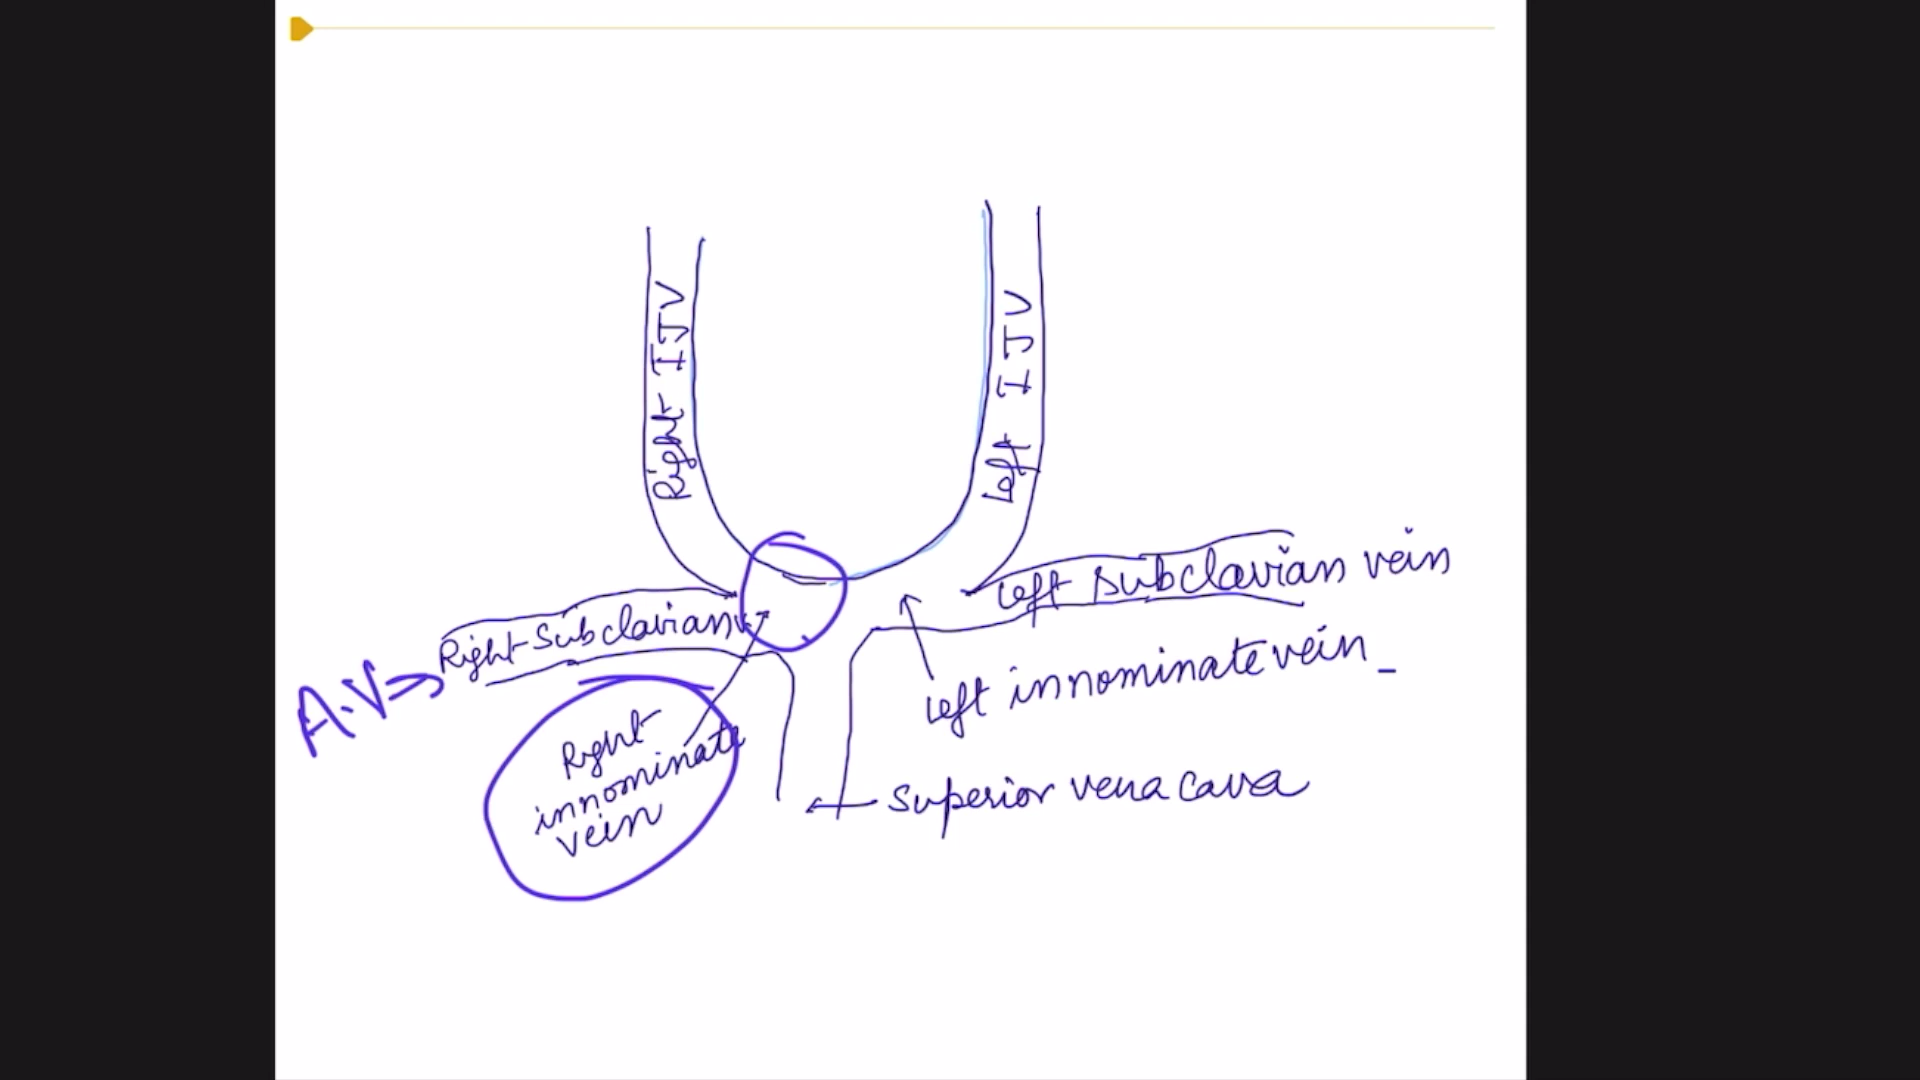 Right IJV
Left IJV
Left Subclavian vein
Right Subclavian v.
A.V →
Left innominate vein
Right
innominate
vein
Superior vena cava